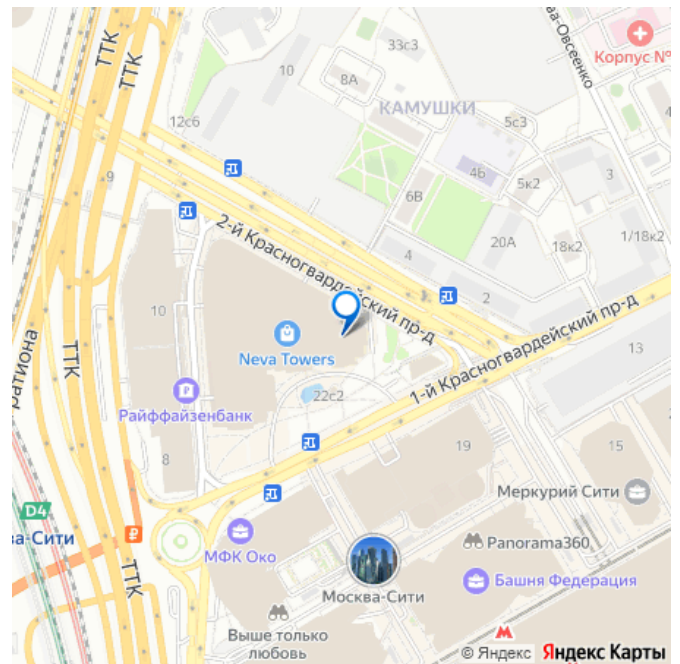 ТТК
ТТК
33с3
ва-Овсеенко
Корпус №
10
8А
КАМУШКИ
12с6
5с3
9
4б
3
5к2
6В
2-й Красногвардейский пр-д
20А
18к2
1/18к2
4
2
10
Neva Towers
1-й Красногвардейский пр-д
13
ТТК
ратиона
Райффайзенбанк
22с2
8
19
15
Меркурий Сити
D4
₽
ва-Сити
МФК Око
Panorama360
Башня Федерация
ТТК
Москва-Сити
Выше только
любовь
М
© Яндекс Яндекс Карты